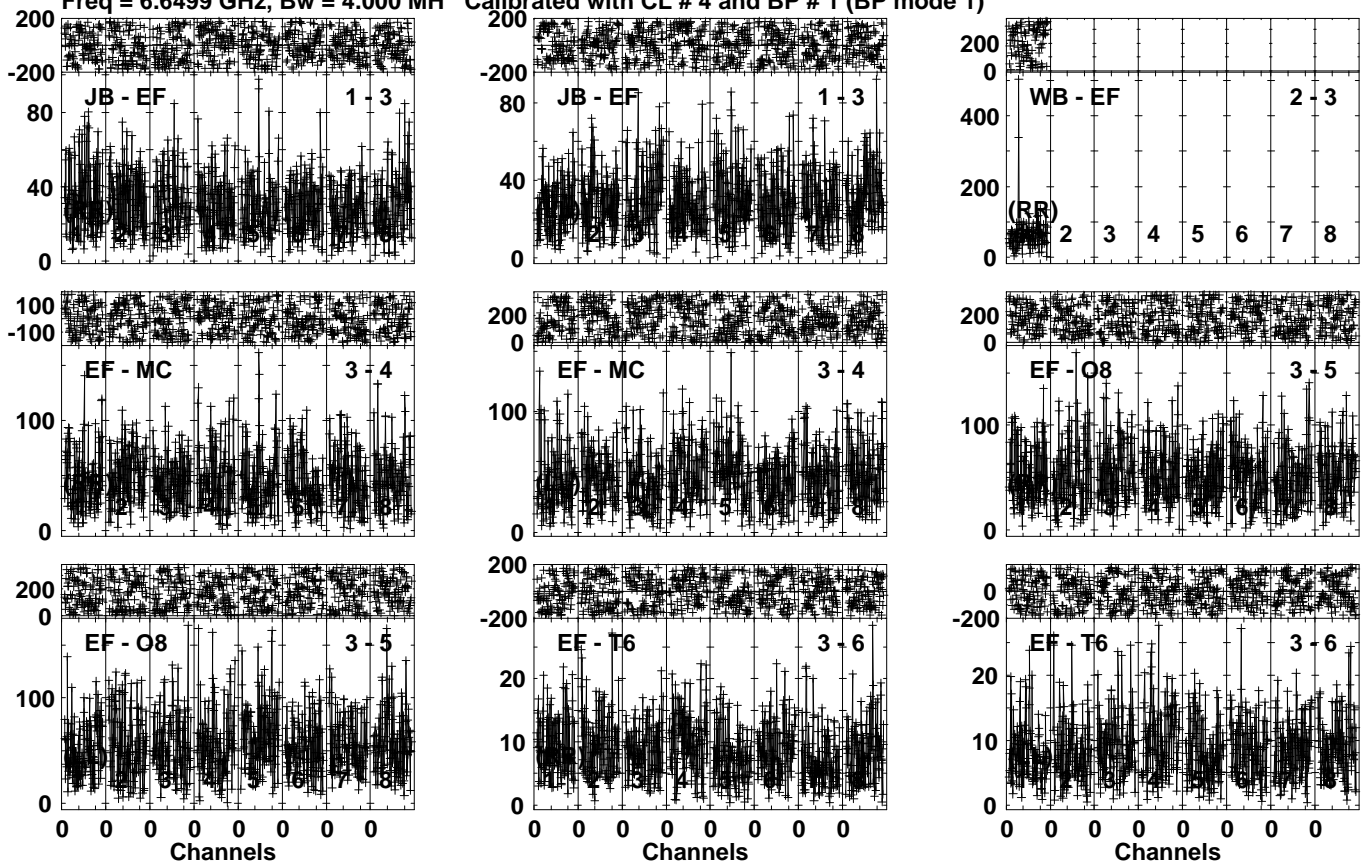 Freq = 6.6499 GHz, Bw = 4.000 MH Calibrated with CL # 4 and BP # 1 (BP mode 1)
200
-200
80
40
0
JB - EF 1 - 3
200
-200
80
40
0
JB - EF 1 - 3
200
0
400
200
0
WB - EF 2 - 3
(RR)
2 3 4 5 6 7 8
100
-100
100
0
EF - MC 3 - 4
200
0
100
0
EF - MC 3 - 4
200
0
100
0
EF - O8 3 - 5
200
0
100
0
EF - O8 3 - 5
200
-200
20
10
0
EF - T6 3 - 6
0
-200
20
10
0
EF - T6 3 - 6
0 0 0 0 0 0 0 0
Channels
0 0 0 0 0 0 0 0
Channels
0 0 0 0 0 0 0 0
Channels